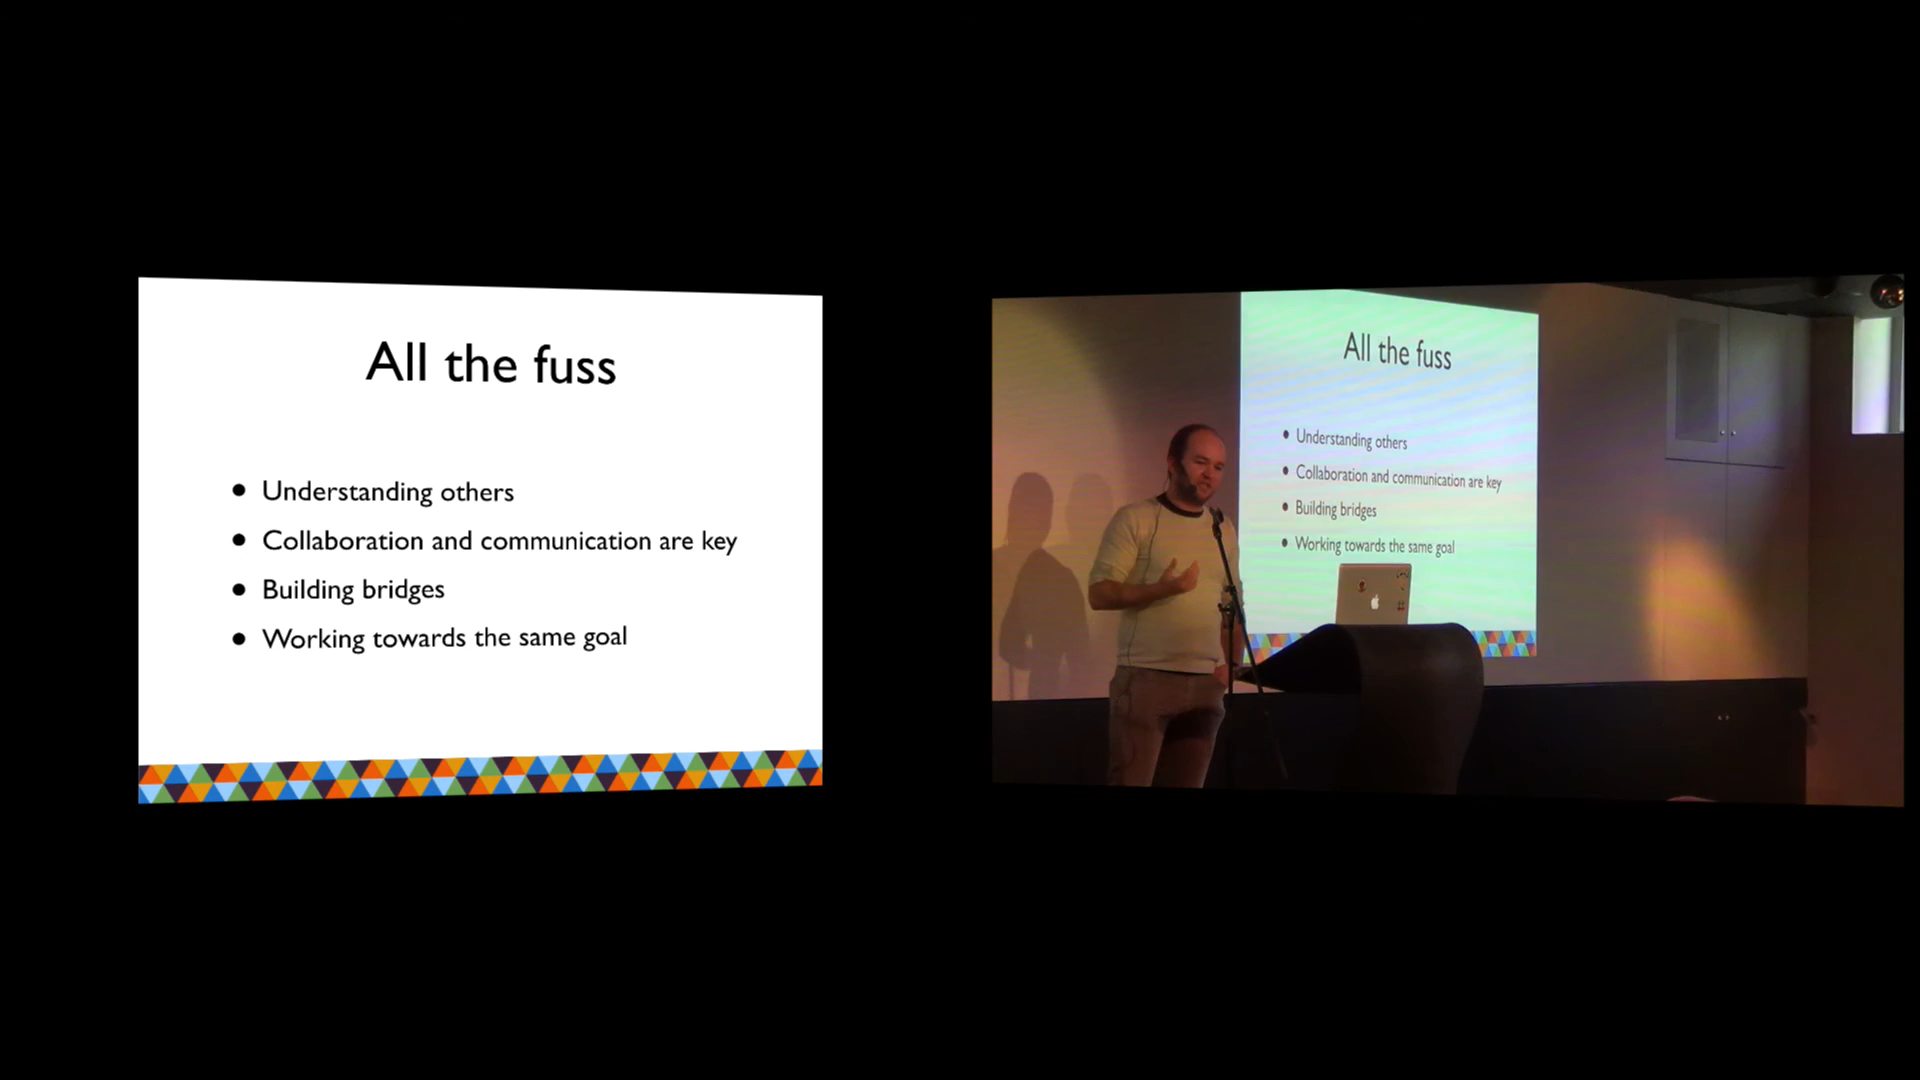 All the fuss
Understanding others
Collaboration and communication are key
Building bridges
Working towards the same goal
All the fuss
Understanding others
Collaboration and communication are key
Building bridges
Working towards the same goal